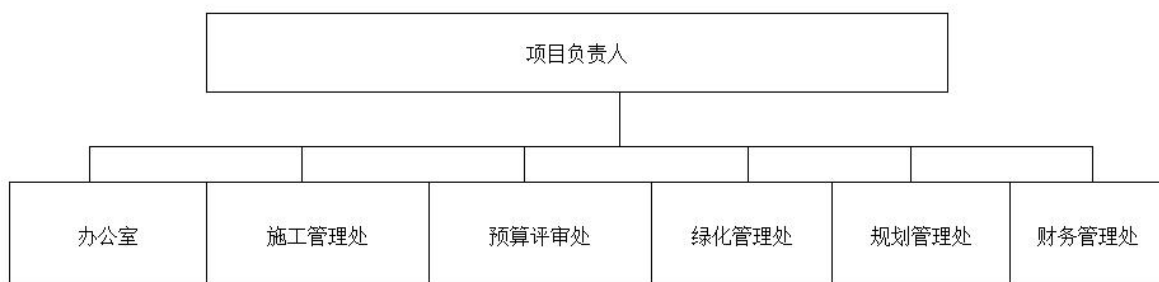 项目负责人
办公室
施工管理处
预算评审处
绿化管理处
规划管理处
财务管理处